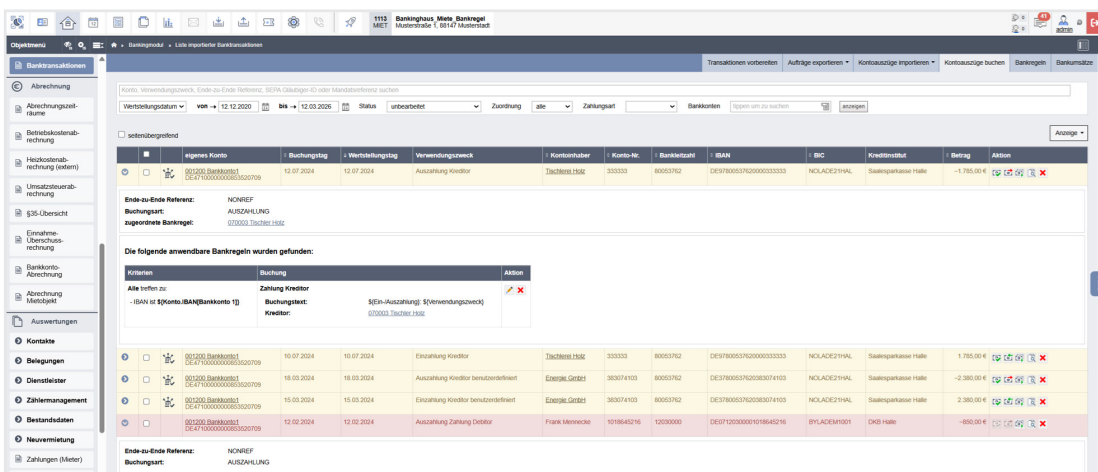 1113
MIET
Bankinghaus_Miete_Bankregel
Musterstraße 1, 88147 Musterstadt
41
admin
Objektmenü
Bankingmodul
Liste importierter Banktransaktionen
Banktransaktionen
Transaktionen vorbereiten
Aufträge exportieren
Kontoauszüge importieren
Kontoauszüge buchen
Bankregeln
Bankumsätze
Abrechnung
Abrechnungszeit-
räume
Betriebskostenab-
rechnung
Heizkostenab-
rechnung (extern)
Umsatzsteuerab-
rechnung
§35-Übersicht
Einnahme-
Überschuss-
rechnung
Bankkonto-
Abrechnung
Abrechnung
Mietobjekt
Auswertungen
Kontakte
Belegungen
Dienstleister
Zählermanagement
Bestandsdaten
Neuvermietung
Zahlungen (Mieter)
Konto, Verwendungszweck, Ende-zu-Ende Referenz, SEPA Gläubiger-ID oder Mandatsreferenz suchen
Wertstellungsdatum von → 12.12.2020 bis → 12.03.2026 Status unbearbeitet Zuordnung alle Zahlungsart Bankkonten tippen um zu suchen anzeigen
seitenübergreifend
Anzeige
eigenes Konto Buchungstag Wertstellungstag Verwendungszweck Kontoinhaber Konto-Nr. Bankleitzahl IBAN BIC Kreditinstitut Betrag Aktion
001200 Bankkonto1 12.07.2024 12.07.2024 Auszahlung Kreditor Tischlerei Holz 333333 80053762 DE97800537620000333333 NOLADE21HAL Saalesparkasse Halle −1.785,00 €
DE47100000000853520709
Ende-zu-Ende Referenz: NONREF
Buchungsart: AUSZAHLUNG
zugeordnete Bankregel: 070003 Tischler Holz
Die folgende anwendbare Bankregeln wurden gefunden:
Kriterien Buchung Aktion
Alle treffen zu: Zahlung Kreditor
- IBAN ist ${Konto.IBAN[Bankkonto 1]} Buchungstext: ${Ein-/Auszahlung}: ${Verwendungszweck}
Kreditor: 070003 Tischler Holz
001200 Bankkonto1 10.07.2024 10.07.2024 Einzahlung Kreditor Tischlerei Holz 333333 80053762 DE97800537620000333333 NOLADE21HAL Saalesparkasse Halle 1.785,00 €
DE47100000000853520709
001200 Bankkonto1 18.03.2024 18.03.2024 Auszahlung Kreditor benutzerdefiniert Energie GmbH 383074103 80053762 DE37800537620383074103 NOLADE21HAL Saalesparkasse Halle −2.380,00 €
DE47100000000853520709
001200 Bankkonto1 15.03.2024 15.03.2024 Einzahlung Kreditor benutzerdefiniert Energie GmbH 383074103 80053762 DE37800537620383074103 NOLADE21HAL Saalesparkasse Halle 2.380,00 €
DE47100000000853520709
001200 Bankkonto1 12.02.2024 12.02.2024 Auszahlung Zahlung Debitor Frank Mennecke 1018645216 12030000 DE07120300001018645216 BYLADEM1001 DKB Halle −850,00 €
DE47100000000853520709
Ende-zu-Ende Referenz: NONREF
Buchungsart: AUSZAHLUNG